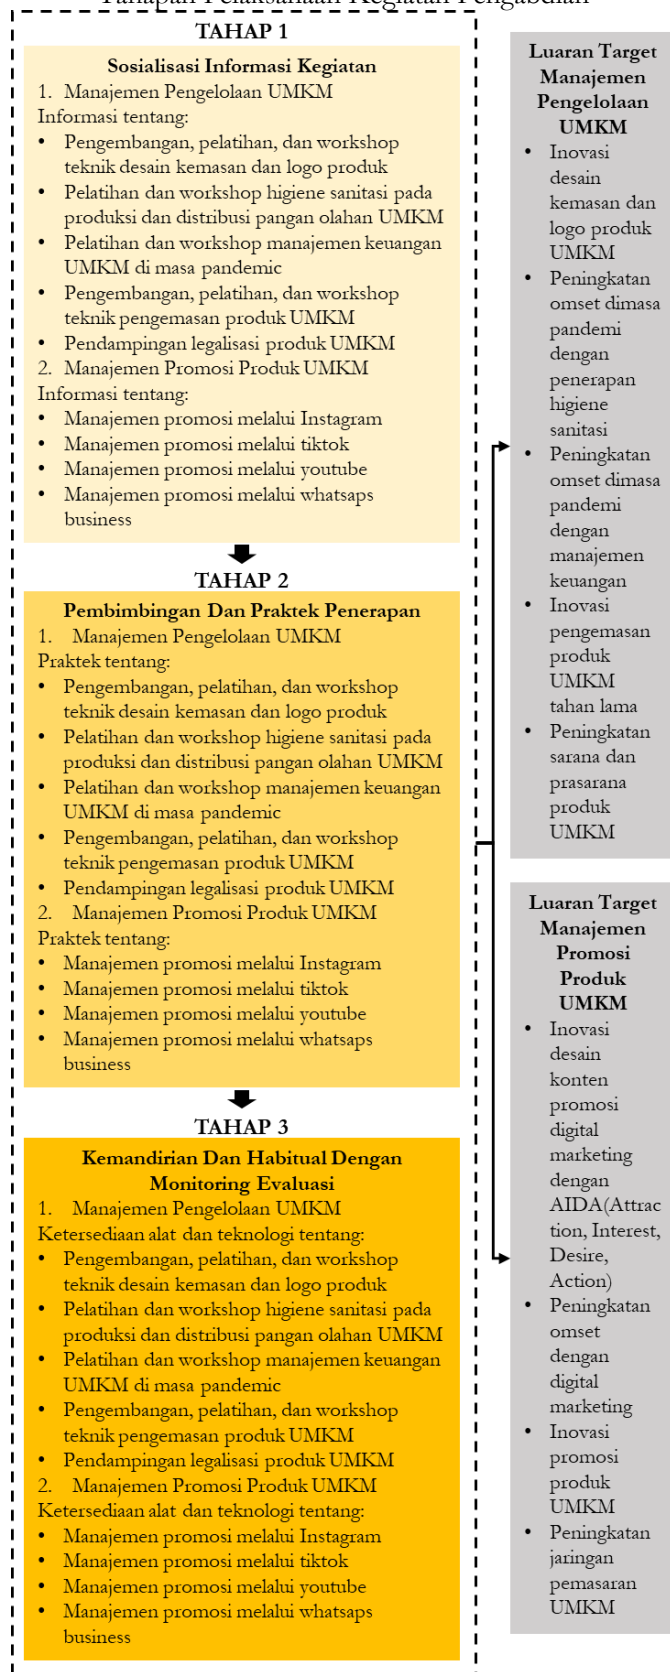 Tahapan Pelaksanaan Kegiatan Pengabdian
TAHAP 1
Sosialisasi Informasi Kegiatan
1. Manajemen Pengelolaan UMKM
Informasi tentang:
• Pengembangan, pelatihan, dan workshop
teknik desain kemasan dan logo produk
• Pelatihan dan workshop higiene sanitasi pada
produksi dan distribusi pangan olahan UMKM
• Pelatihan dan workshop manajemen keuangan
UMKM di masa pandemic
• Pengembangan, pelatihan, dan workshop
teknik pengemasan produk UMKM
• Pendampingan legalisasi produk UMKM
2. Manajemen Promosi Produk UMKM
Informasi tentang:
• Manajemen promosi melalui Instagram
• Manajemen promosi melalui tiktok
• Manajemen promosi melalui youtube
• Manajemen promosi melalui whatsaps
business
TAHAP 2
Pembimbingan Dan Praktek Penerapan
1. Manajemen Pengelolaan UMKM
Praktek tentang:
• Pengembangan, pelatihan, dan workshop
teknik desain kemasan dan logo produk
• Pelatihan dan workshop higiene sanitasi pada
produksi dan distribusi pangan olahan UMKM
• Pelatihan dan workshop manajemen keuangan
UMKM di masa pandemic
• Pengembangan, pelatihan, dan workshop
teknik pengemasan produk UMKM
• Pendampingan legalisasi produk UMKM
2. Manajemen Promosi Produk UMKM
Praktek tentang:
• Manajemen promosi melalui Instagram
• Manajemen promosi melalui tiktok
• Manajemen promosi melalui youtube
• Manajemen promosi melalui whatsaps
business
TAHAP 3
Kemandirian Dan Habitual Dengan
Monitoring Evaluasi
1. Manajemen Pengelolaan UMKM
Ketersediaan alat dan teknologi tentang:
• Pengembangan, pelatihan, dan workshop
teknik desain kemasan dan logo produk
• Pelatihan dan workshop higiene sanitasi pada
produksi dan distribusi pangan olahan UMKM
• Pelatihan dan workshop manajemen keuangan
UMKM di masa pandemic
• Pengembangan, pelatihan, dan workshop
teknik pengemasan produk UMKM
• Pendampingan legalisasi produk UMKM
2. Manajemen Promosi Produk UMKM
Ketersediaan alat dan teknologi tentang:
• Manajemen promosi melalui Instagram
• Manajemen promosi melalui tiktok
• Manajemen promosi melalui youtube
• Manajemen promosi melalui whatsaps
business
Luaran Target
Manajemen
Pengelolaan
UMKM
• Inovasi
desain
kemasan dan
logo produk
UMKM
• Peningkatan
omset dimasa
pandemi
dengan
penerapan
higiene
sanitasi
• Peningkatan
omset dimasa
pandemi
dengan
manajemen
keuangan
• Inovasi
pengemasan
produk
UMKM
tahan lama
• Peningkatan
sarana dan
prasarana
produk
UMKM
Luaran Target
Manajemen
Promosi
Produk
UMKM
• Inovasi
desain
konten
promosi
digital
marketing
dengan
AIDA(Attrac
tion, Interest,
Desire,
Action)
• Peningkatan
omset
dengan
digital
marketing
• Inovasi
promosi
produk
UMKM
• Peningkatan
jaringan
pemasaran
UMKM